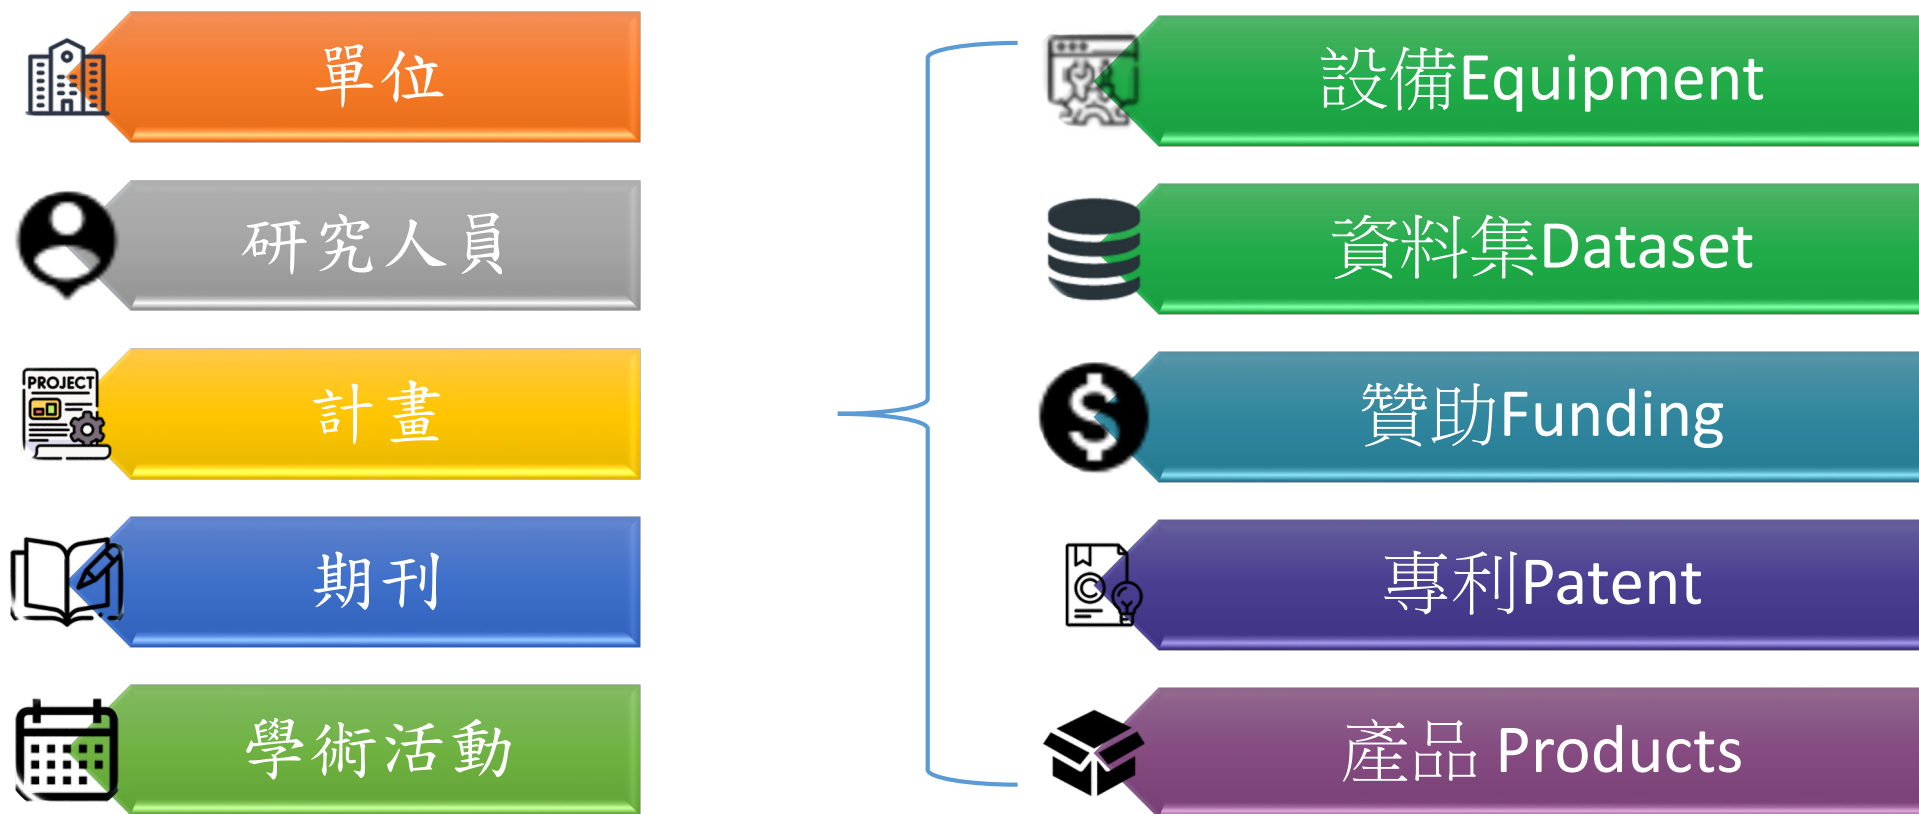 單位
研究人員
PROJECT
計畫
期刊
學術活動
設備Equipment
資料集Dataset
贊助Funding
專利Patent
產品 Products